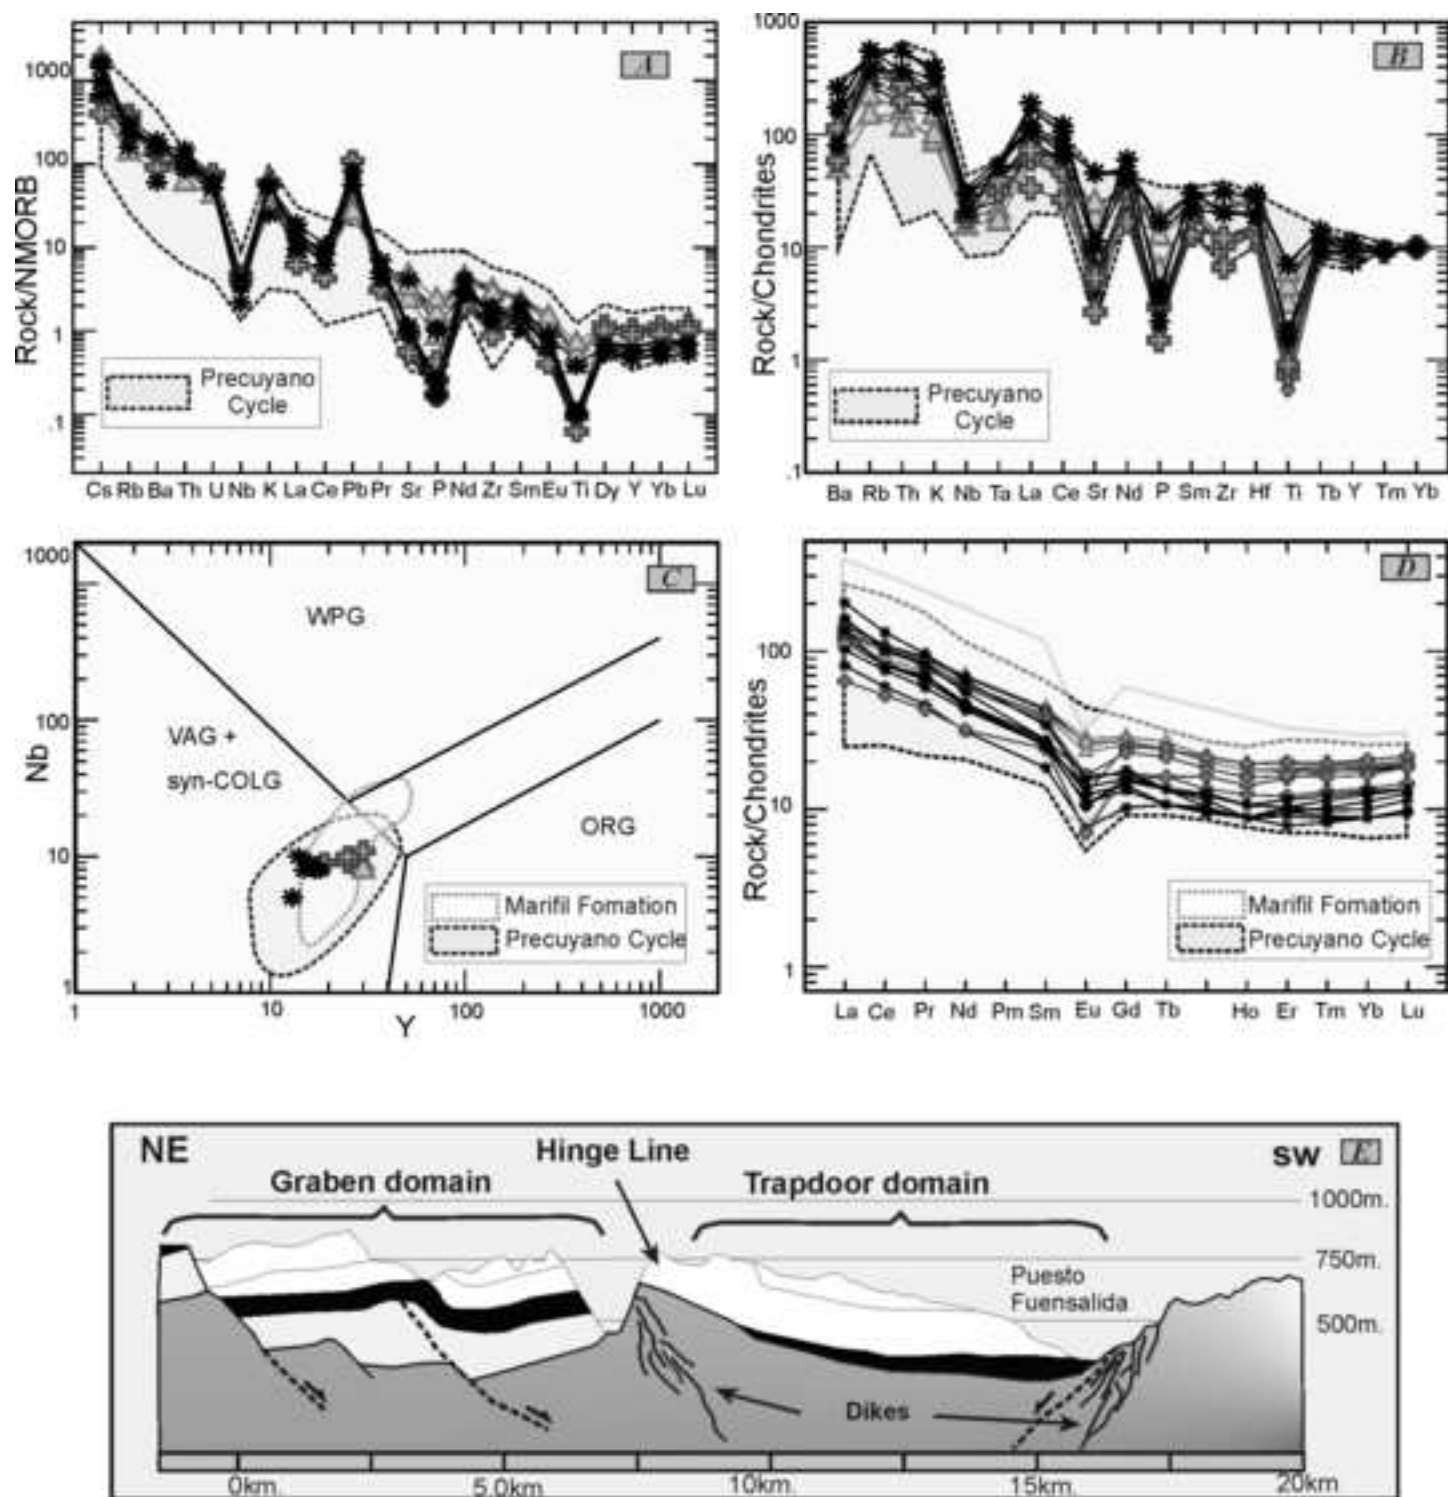 A
Rock/NMORB
1000
100
10
1
.1
Precuyano
Cycle
Cs Rb Ba Th U Nb K La Ce Pb Pr Sr P Nd Zr Sm Eu Ti Dy Y Yb Lu
B
Rock/Chondrites
1000
100
10
1
.1
Precuyano
Cycle
Ba Rb Th K Nb Ta La Ce Sr Nd P Sm Zr Hf Ti Tb Y Tm Yb
C
Nb
1000
100
10
1
WPG
VAG +
syn-COLG
ORG
Marifil Fomation
Precuyano Cycle
1 10 100 1000
Y
D
Rock/Chondrites
100
10
1
Marifil Fomation
Precuyano Cycle
La Ce Pr Nd Pm Sm Eu Gd Tb Ho Er Tm Yb Lu
NE
Hinge Line
SW E
Graben domain
Trapdoor domain
1000m.
750m.
Puesto
Fuensalida
500m.
Dikes
0km. 5.0km 10km 15km 20km